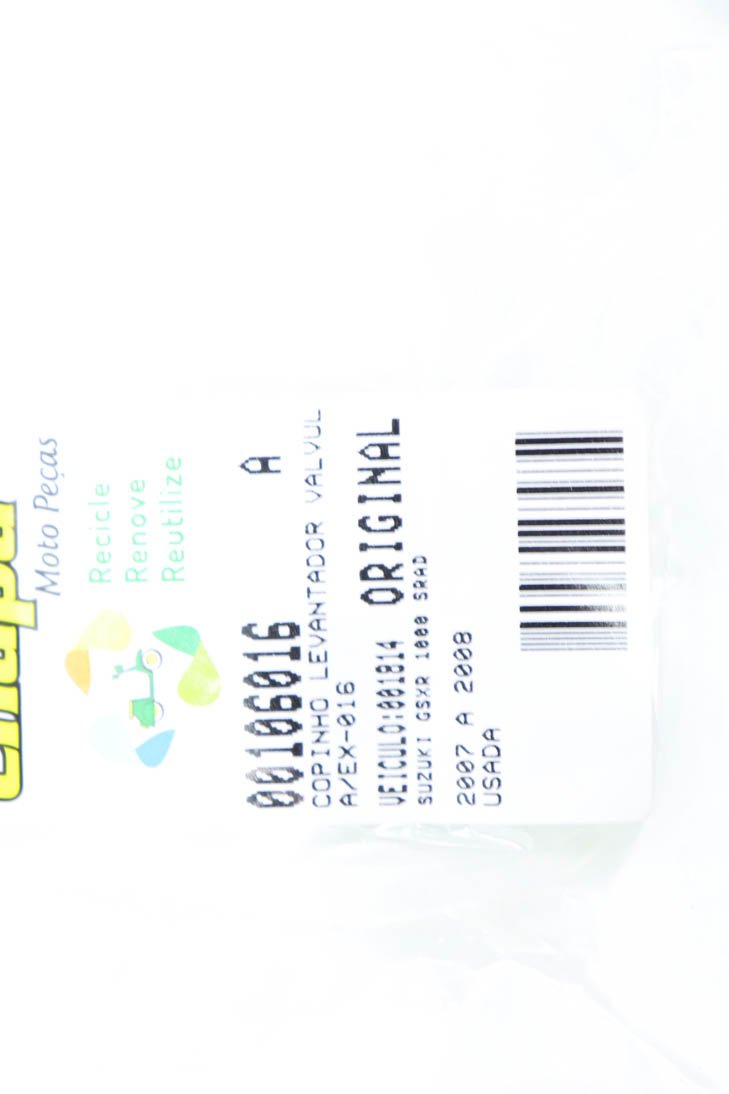 Moto Peças
Recicle
Renove
Reutilize
00106016 A
COPINHO LEVANTADOR VALVUL
A/EX-016
VEICULO:001814 ORIGINAL
SUZUKI GSXR 1000 SRAD
2007 A 2008
USADA